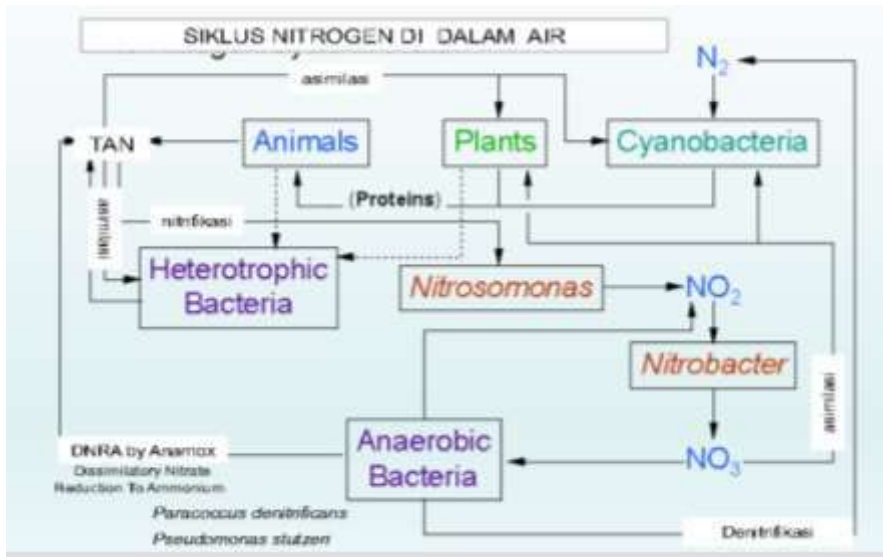 SIKLUS NITROGEN DI DALAM AIR
N2
asimilasi
TAN
Animals
Plants
Cyanobacteria
(Proteins)
asimilasi
nitrifikasi
Heterotrophic
Bacteria
Nitrosomonas
NO2
Nitrobacter
asimilasi
DNRA by Anamox
Dissimilatory Nitrate
Reduction To Ammonium
Anaerobic
Bacteria
NO3
Paracoccus denitrificans
Pseudomonas stutzeri
Denitrifikasi